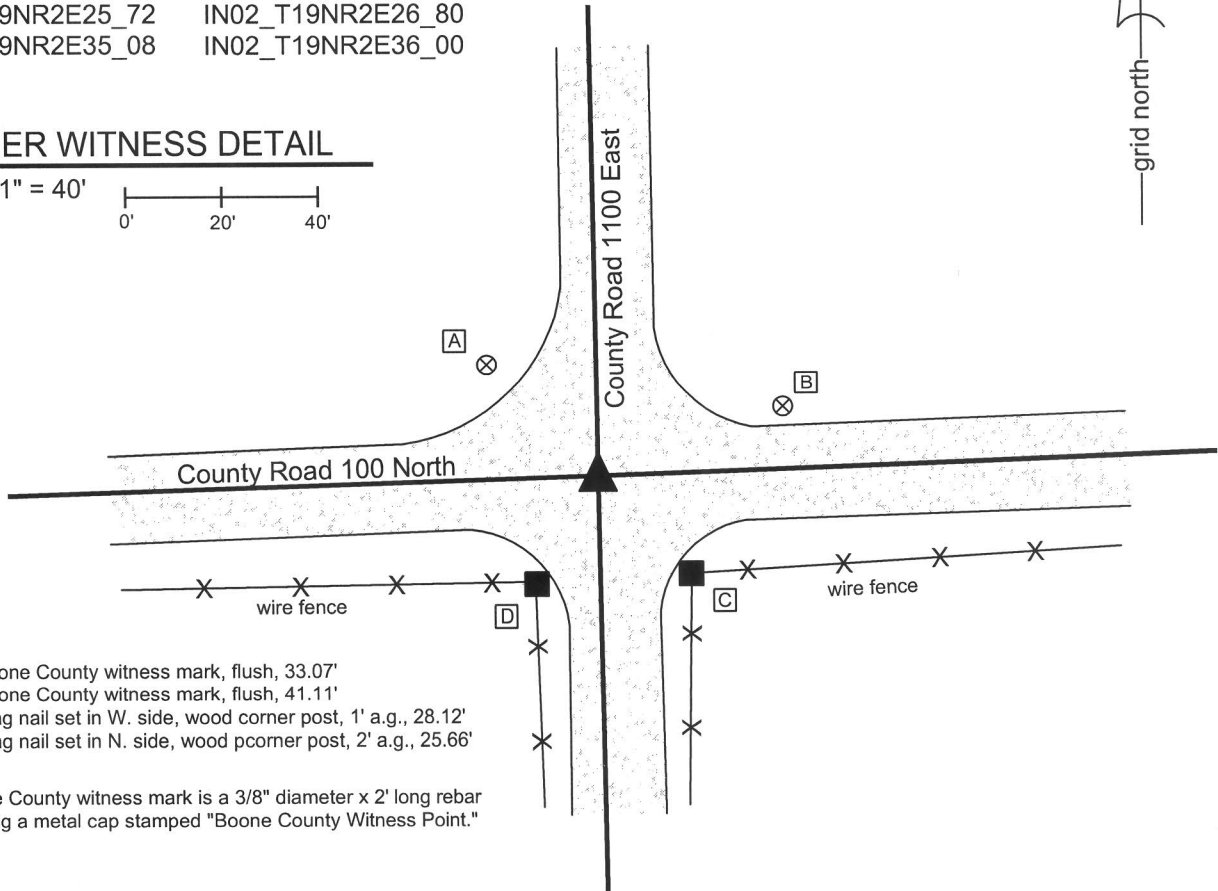 9NR2E25_72 IN02_T19NR2E26_80
9NR2E35_08 IN02_T19NR2E36_00
ER WITNESS DETAIL
1" = 40'
0' 20' 40'
grid north
County Road 1100 East
A
B
County Road 100 North
wire fence
D
C
wire fence
one County witness mark, flush, 33.07'
one County witness mark, flush, 41.11'
g nail set in W. side, wood corner post, 1' a.g., 28.12'
g nail set in N. side, wood pcorner post, 2' a.g., 25.66'
e County witness mark is a 3/8" diameter x 2' long rebar
g a metal cap stamped "Boone County Witness Point."